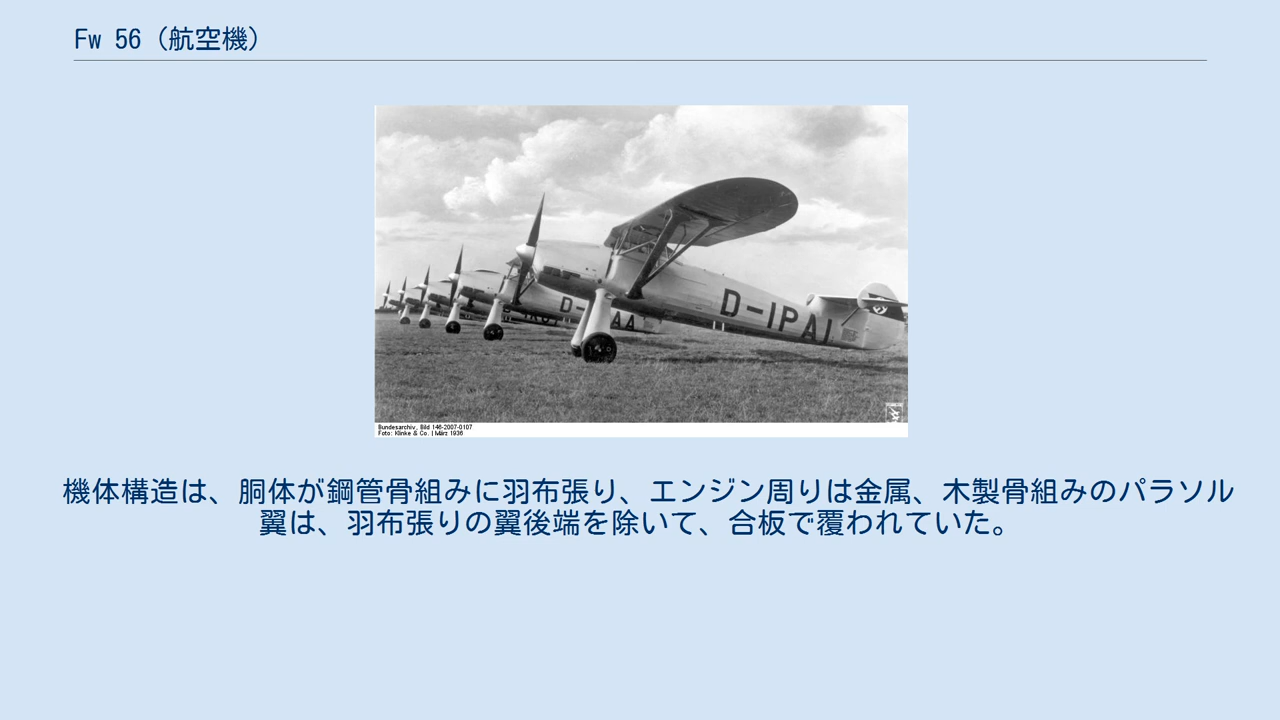 Fw 56（航空機）
D-IPAI
Bundesarchiv, Bild 146-2007-0107
Foto: Klinke & Co. | März 1936
機体構造は、胴体が鋼管骨組みに羽布張り、エンジン周りは金属、木製骨組みのパラソル
翼は、羽布張りの翼後端を除いて、合板で覆われていた。